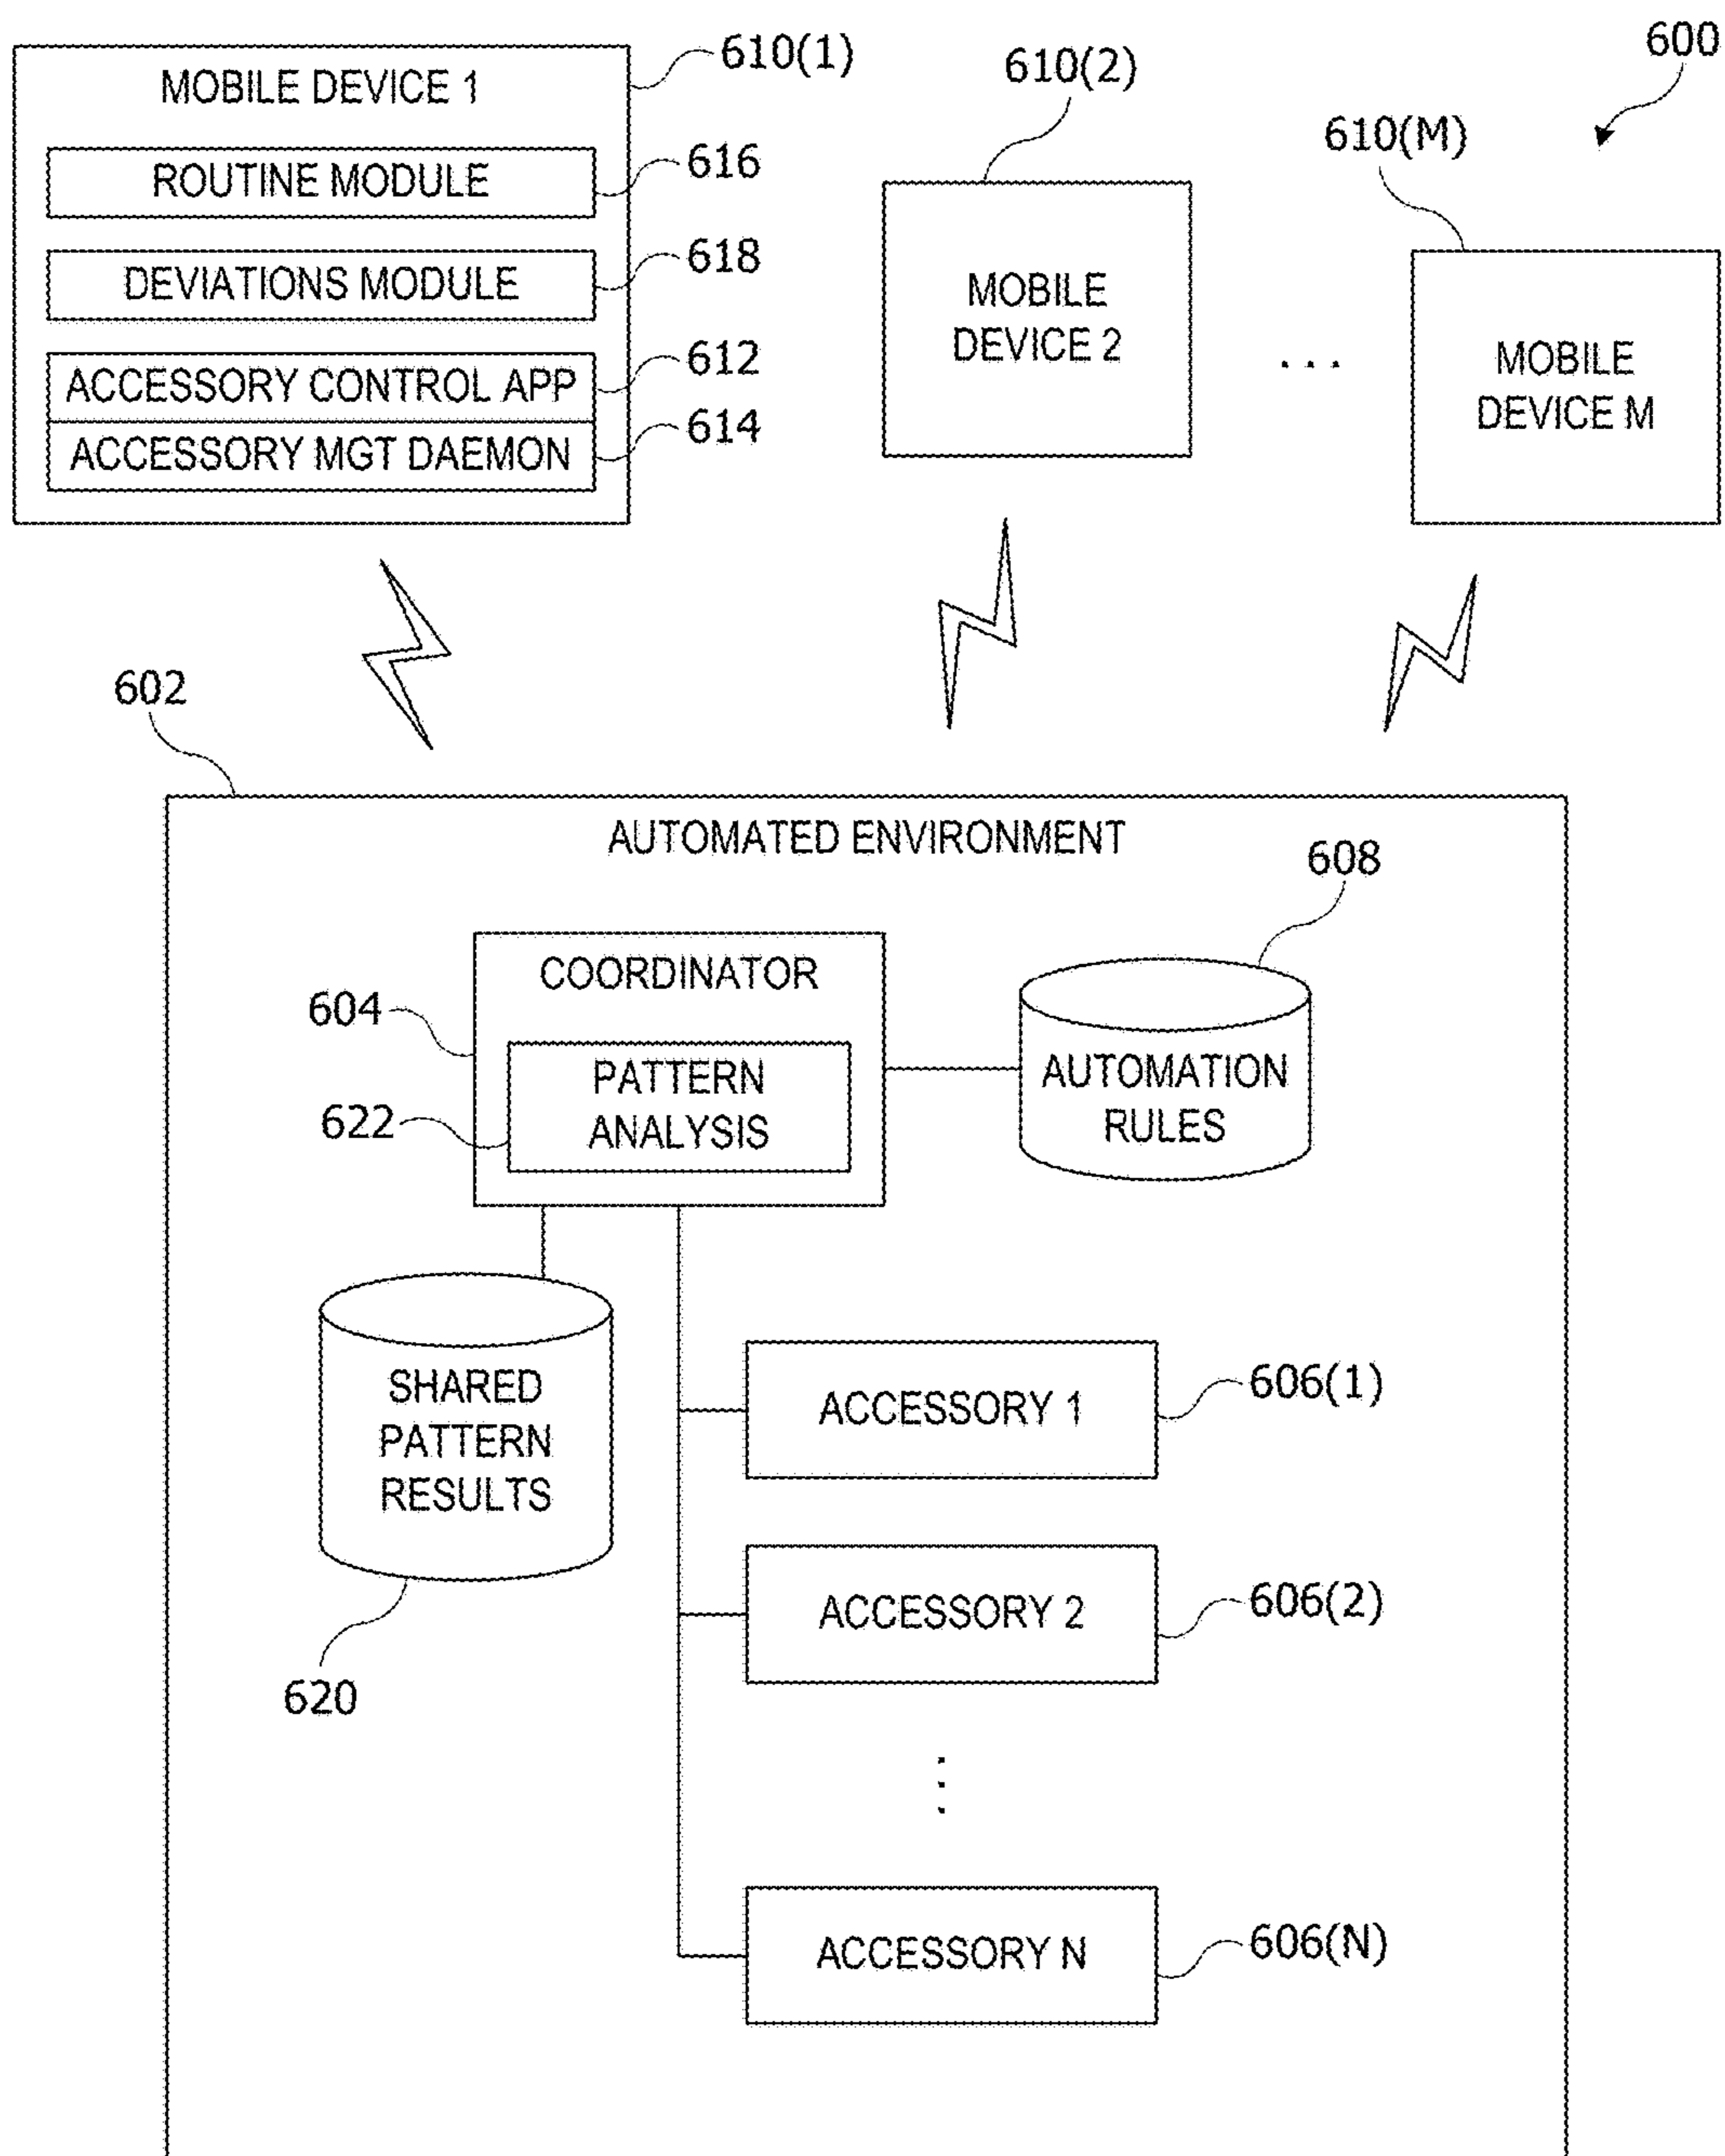 600
610(1)
MOBILE DEVICE 1
ROUTINE MODULE
616
DEVIATIONS MODULE
618
ACCESSORY CONTROL APP
612
ACCESSORY MGT DAEMON
614
610(2)
MOBILE
DEVICE 2
. . .
610(M)
MOBILE
DEVICE M
602
AUTOMATED ENVIRONMENT
608
COORDINATOR
604
PATTERN
ANALYSIS
622
AUTOMATION
RULES
SHARED
PATTERN
RESULTS
620
ACCESSORY 1
606(1)
ACCESSORY 2
606(2)
ACCESSORY N
606(N)